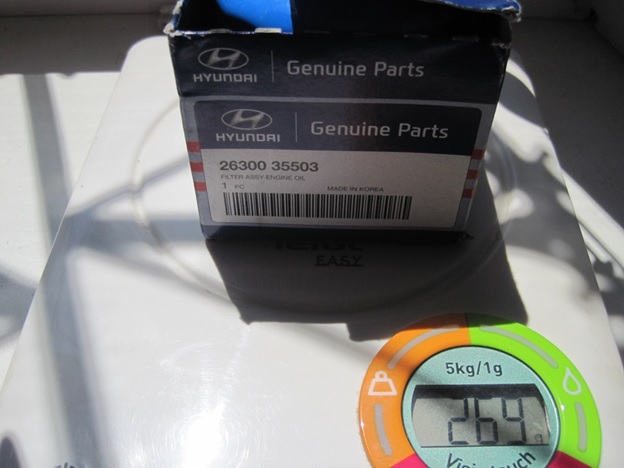 HYUNDAI
Genuine Parts
HYUNDAI
Genuine Parts
26300 35503
FILTER ASSY-ENGINE OIL
1 PC MADE IN KOREA
EASY
5kg/1g
269 g